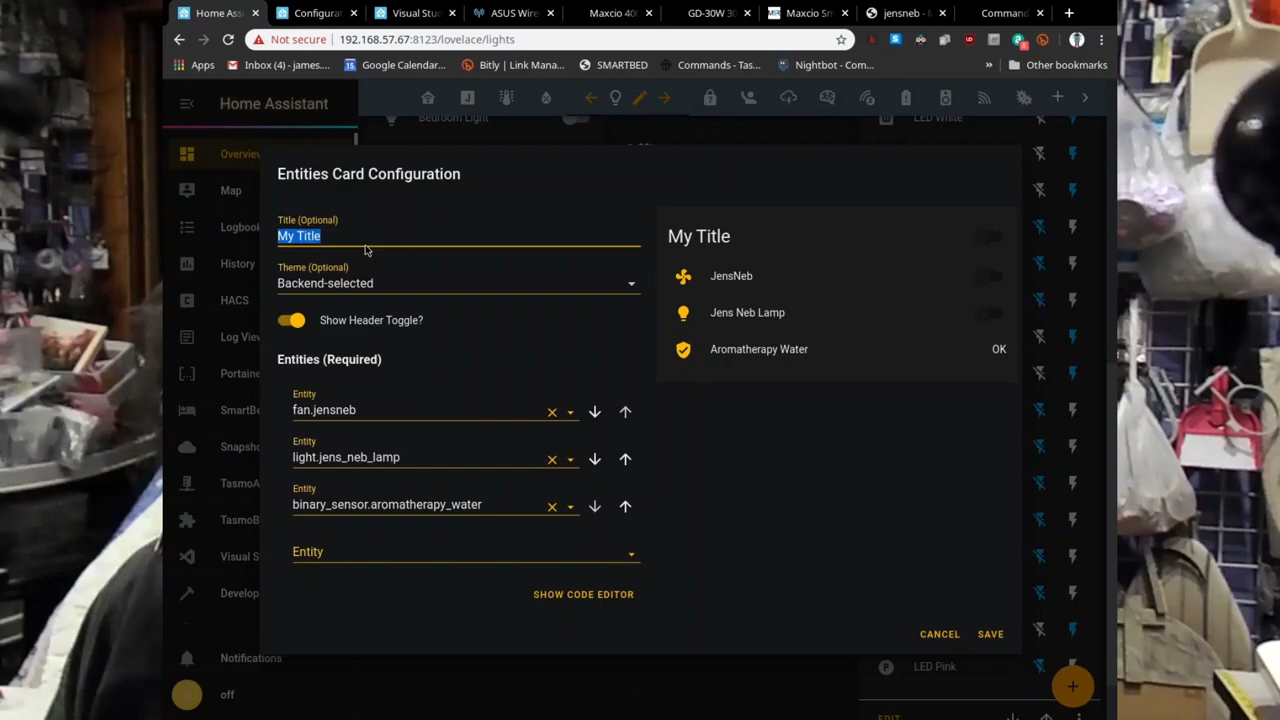 Home Assi
Configura
Visual Stu
ASUS Wire
Maxcio 40
GD-30W 30
Maxcio Sm
jensneb -
Command
Not secure
192.168.57.67:8123/lovelace/lights
Apps
Inbox (4) - james....
Google Calendar...
Bitly | Link Mana...
SMARTBED
Commands - Tas...
Nightbot - Com...
»
Other bookmarks
Home Assistant
Bedroom Light
LED White
Overview
Map
Logbook
History
HACS
Log View
Portaine
SmartBe
Snapsho
TasmoA
TasmoB
Visual S
Develop
Notifications
off
Entities Card Configuration
Title (Optional)
My Title
Theme (Optional)
Backend-selected
Show Header Toggle?
Entities (Required)
Entity
fan.jensneb
Entity
light.jens_neb_lamp
Entity
binary_sensor.aromatherapy_water
Entity
SHOW CODE EDITOR
My Title
JensNeb
Jens Neb Lamp
Aromatherapy Water OK
CANCEL SAVE
LED Pink
EDIT